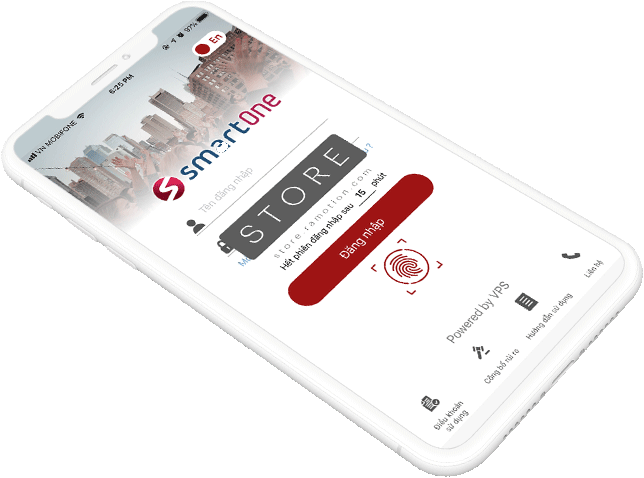 VN MOBIFONE
6:25 PM
97%
En
smartOne
Tên đăng nhập
STORE
store.ramotion.com
Hết phiên đăng nhập sau 15 phút
Đăng nhập
Powered by VPS
Điều khoản
sử dụng
Công bố rủi ro
Hướng dẫn sử dụng
Liên hệ